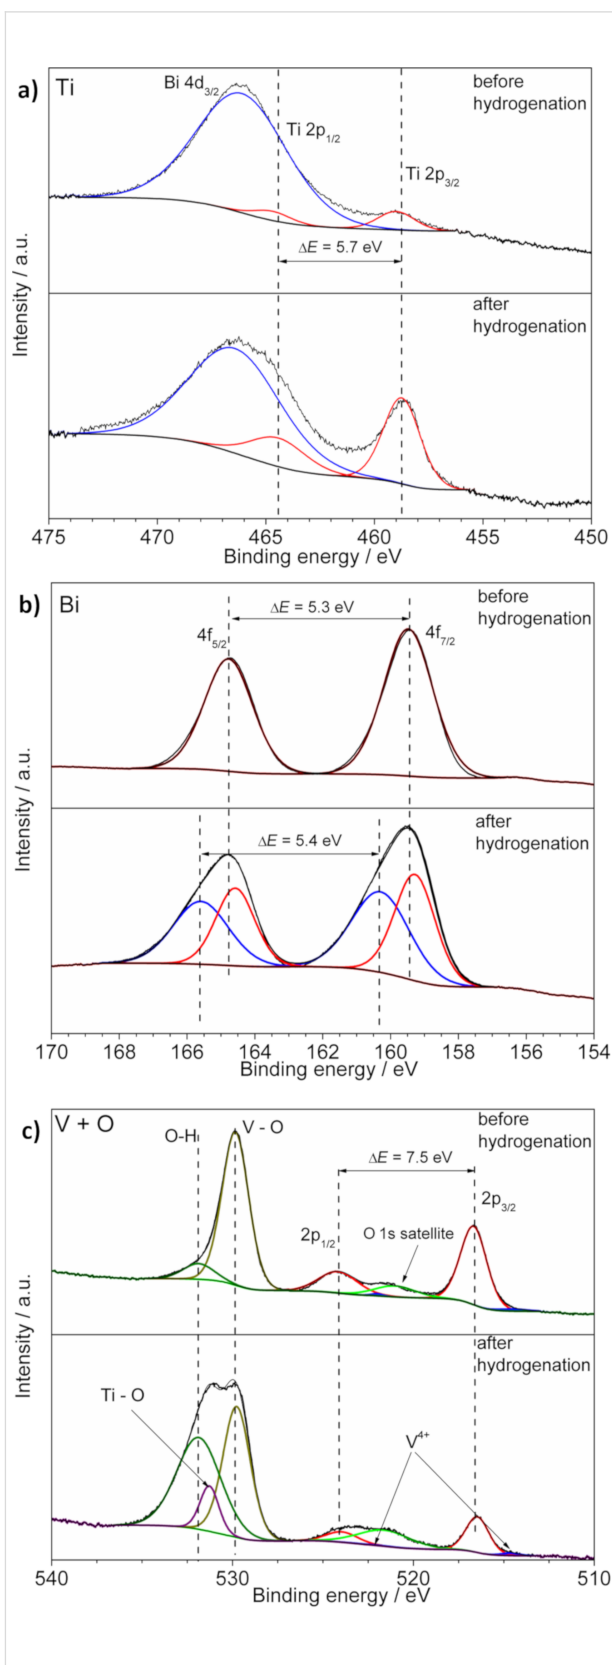 a) Ti
Bi 4d3/2
before
hydrogenation
Ti 2p1/2
Ti 2p3/2
ΔE = 5.7 eV
after
hydrogenation
Intensity / a.u.
475 470 465 460 455 450
Binding energy / eV
b) Bi
ΔE = 5.3 eV
before
hydrogenation
4f5/2
4f7/2
after
hydrogenation
ΔE = 5.4 eV
Intensity / a.u.
170 168 166 164 162 160 158 156 154
Binding energy / eV
c) V + O
O-H
V - O
before
hydrogenation
ΔE = 7.5 eV
2p3/2
2p1/2
O 1s satellite
after
hydrogenation
Ti - O
V4+
Intensity / a.u.
540 530 520 510
Binding energy / eV